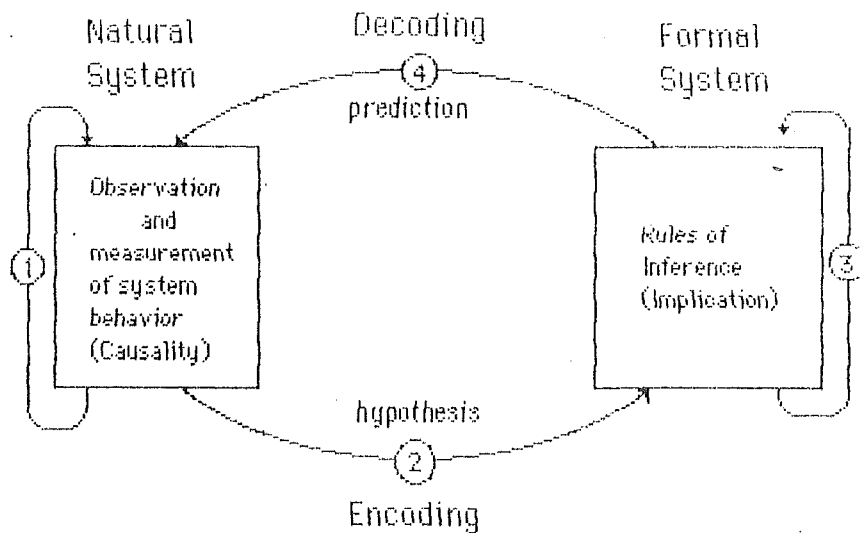 Natural
System
Decoding
4
prediction
Formal
System
Observation
and
measurement
of system
behavior
(Causality)
1
Rules of
Inference
(Implication)
3
hypothesis
2
Encoding